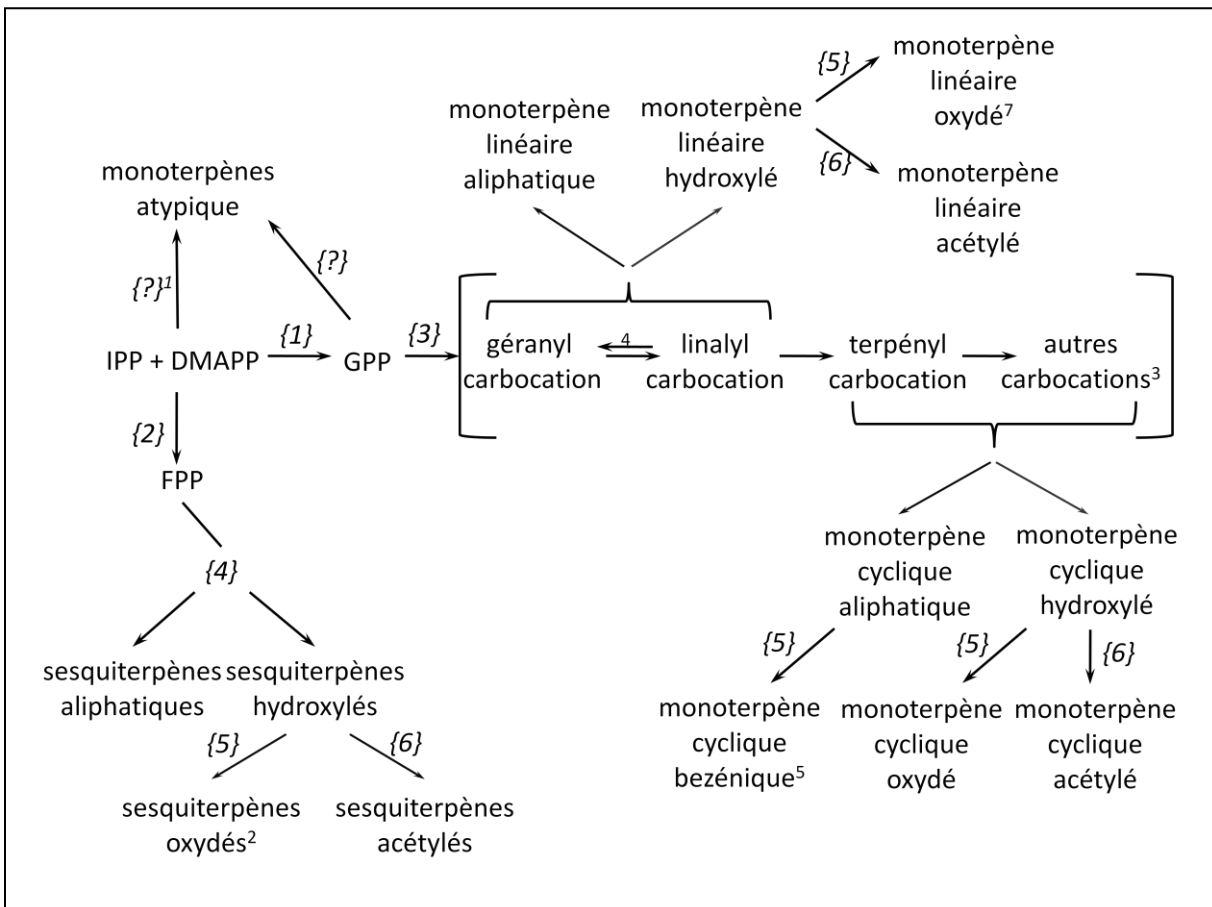 monoterpène
linéaire
oxydé7
{5}
monoterpène
linéaire
aliphatique
monoterpène
linéaire
hydroxylé
{6}
monoterpène
linéaire
acétylé
monoterpènes
atypique
{?}1
{?}
IPP + DMAPP
{1}
GPP
{3}
géranyl
carbocation
4
linalyl
carbocation
terpényl
carbocation
autres
carbocations3
{2}
FPP
{4}
sesquiterpènes
aliphatiques
sesquiterpènes
hydroxylés
{5}
{6}
sesquiterpènes
oxydés2
sesquiterpènes
acétylés
monoterpène
cyclique
aliphatique
monoterpène
cyclique
hydroxylé
{5}
{5}
{6}
monoterpène
cyclique
bezénique5
monoterpène
cyclique
oxydé
monoterpène
cyclique
acétylé